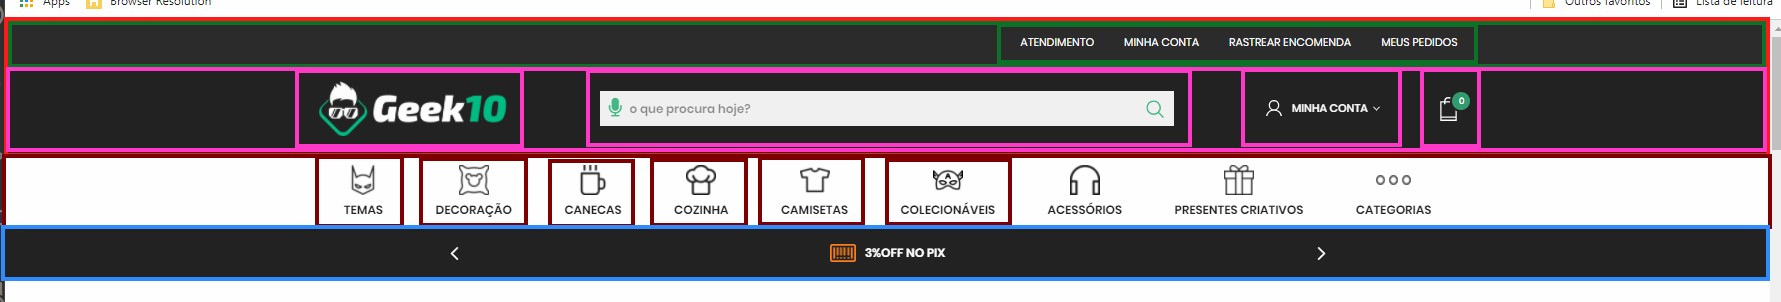 Apps Browser Resolution Outros favoritos Lista de leitura
ATENDIMENTO MINHA CONTA RASTREAR ENCOMENDA MEUS PEDIDOS
Geek10 o que procura hoje? MINHA CONTA 0
TEMAS DECORAÇÃO CANECAS COZINHA CAMISETAS COLECIONÁVEIS ACESSÓRIOS PRESENTES CRIATIVOS CATEGORIAS
3%OFF NO PIX